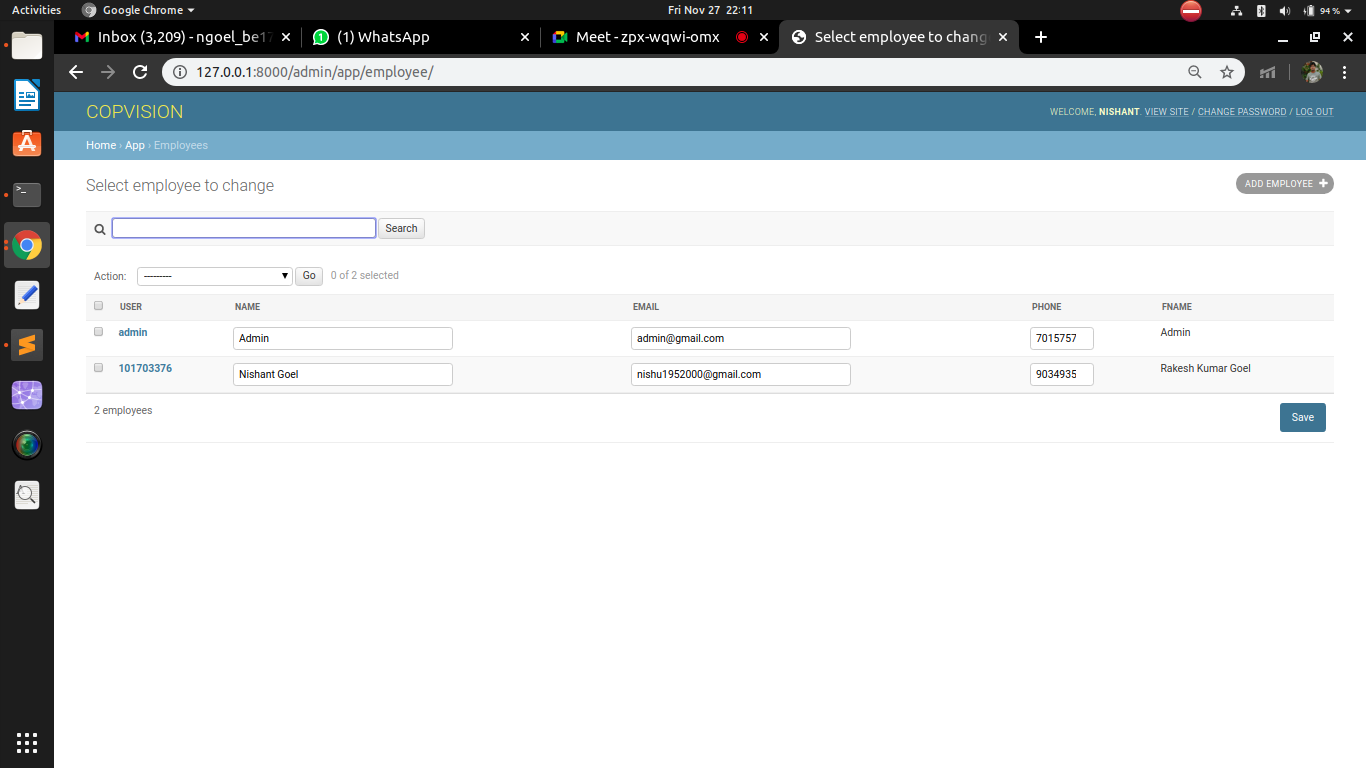 Activities Google Chrome Fri Nov 27 22:11 94 %
Inbox (3,209) - ngoel_be17 (1) WhatsApp Meet - zpx-wqwi-omx Select employee to chang
127.0.0.1:8000/admin/app/employee/
COPVISION WELCOME, NISHANT. VIEW SITE / CHANGE PASSWORD / LOG OUT
Home › App › Employees
Select employee to change ADD EMPLOYEE +
Search
Action: --------- Go 0 of 2 selected
USER NAME EMAIL PHONE FNAME
admin Admin admin@gmail.com 7015757 Admin
101703376 Nishant Goel nishu1952000@gmail.com 9034935 Rakesh Kumar Goel
2 employees Save